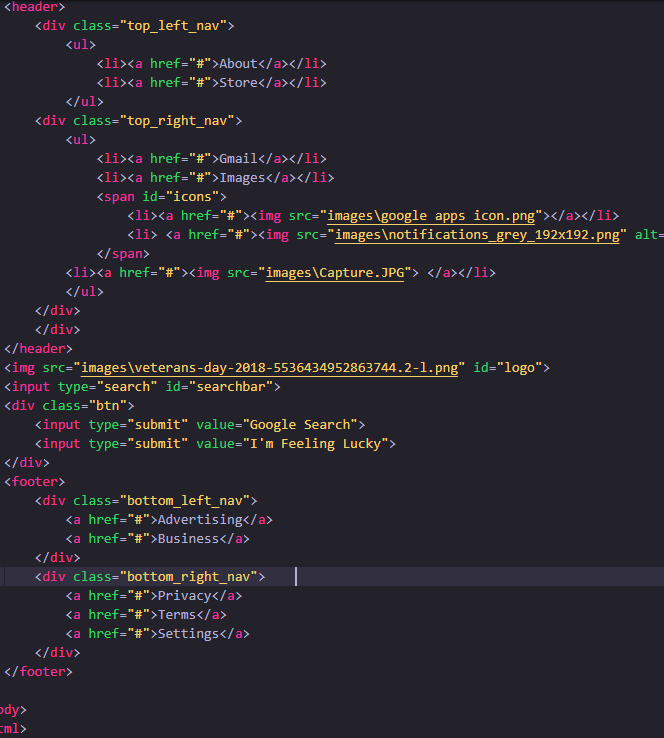 <header>
    <div class="top_left_nav">
        <ul>
            <li><a href="#">About</a></li>
            <li><a href="#">Store</a></li>
        </ul>
    <div class="top_right_nav">
        <ul>
            <li><a href="#">Gmail</a></li>
            <li><a href="#">Images</a></li>
            <span id="icons">
                <li><a href="#"><img src="images\google apps icon.png"></a></li>
                <li> <a href="#"><img src="images\notifications_grey_192x192.png" alt=
            </span>
        <li><a href="#"><img src="images\Capture.JPG"> </a></li>
        </ul>
    </div>
    </div>
</header>
<img src="images\veterans-day-2018-5536434952863744.2-l.png" id="logo">
<input type="search" id="searchbar">
<div class="btn">
    <input type="submit" value="Google Search">
    <input type="submit" value="I'm Feeling Lucky">
</div>
<footer>
    <div class="bottom_left_nav">
        <a href="#">Advertising</a>
        <a href="#">Business</a>
    </div>
    <div class="bottom_right_nav">
        <a href="#">Privacy</a>
        <a href="#">Terms</a>
        <a href="#">Settings</a>
    </div>
</footer>
ody>
tml>